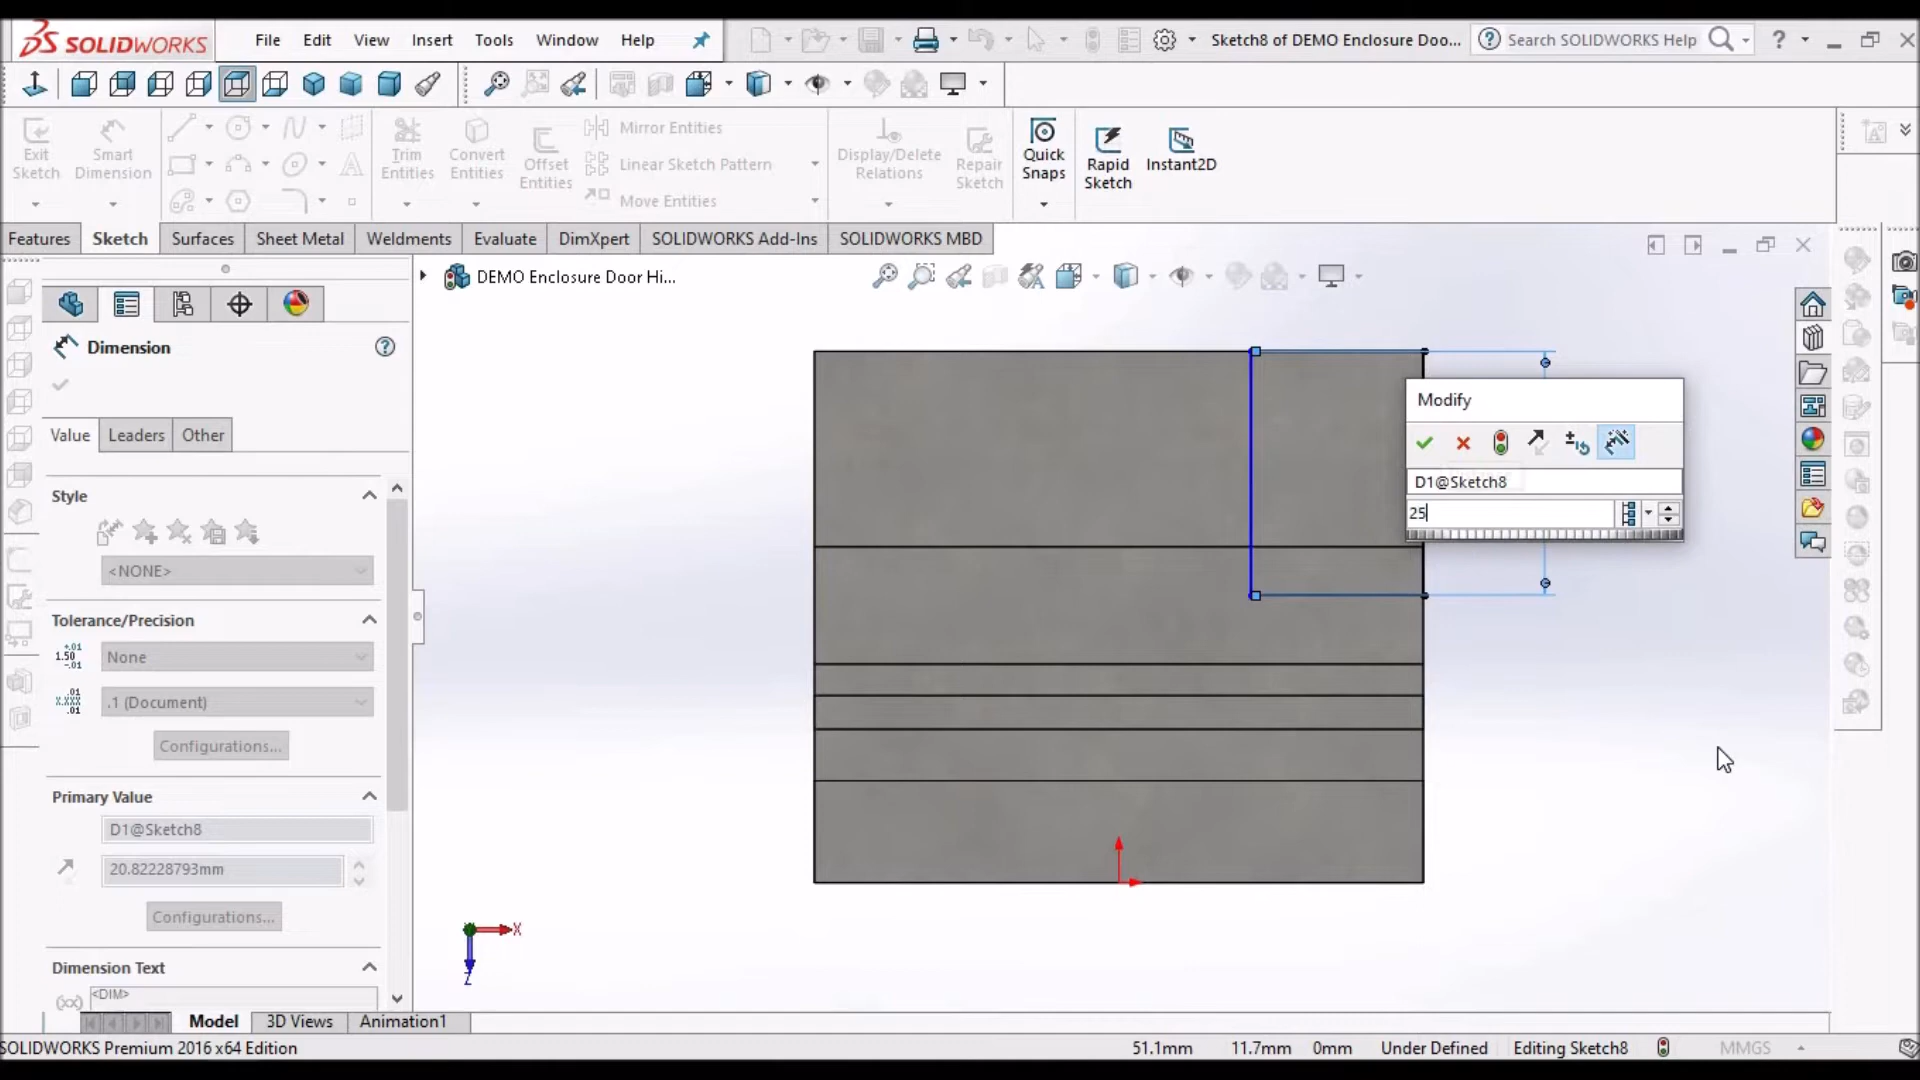 SOLIDWORKS
File Edit View Insert Tools Window Help
Sketch8 of DEMO Enclosure Doo...
Search SOLIDWORKS Help
Exit Sketch
Smart Dimension
Trim Entities
Convert Entities
Offset Entities
Mirror Entities
Linear Sketch Pattern
Move Entities
Display/Delete Relations
Repair Sketch
Quick Snaps
Rapid Sketch
Instant2D
Features Sketch Surfaces Sheet Metal Weldments Evaluate DimXpert SOLIDWORKS Add-Ins SOLIDWORKS MBD
DEMO Enclosure Door Hi...
Dimension
Value Leaders Other
Style
<NONE>
Tolerance/Precision
None
.1 (Document)
Configurations...
Primary Value
D1@Sketch8
20.82228793mm
Configurations...
Dimension Text
<DIM>
Modify
D1@Sketch8
25
X
Z
Model 3D Views Animation1
SOLIDWORKS Premium 2016 x64 Edition
51.1mm 11.7mm 0mm Under Defined Editing Sketch8 MMGS